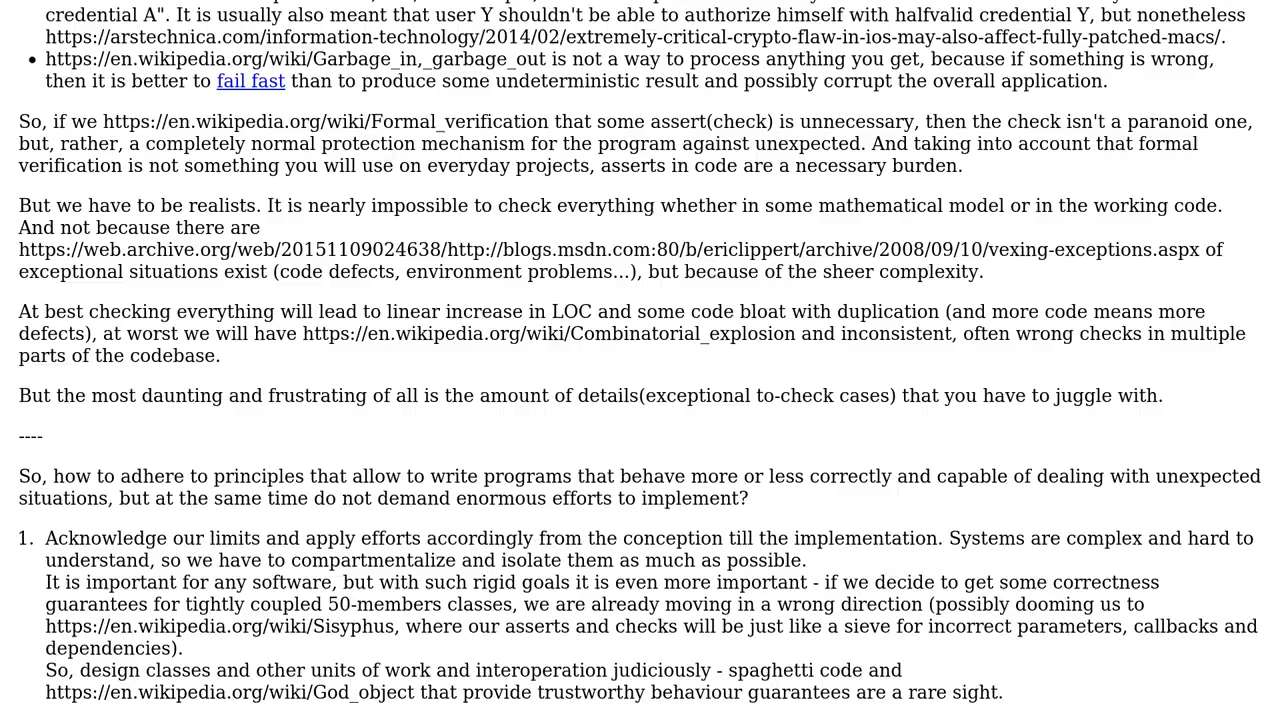 credential A". It is usually also meant that user Y shouldn't be able to authorize himself with halfvalid credential Y, but nonetheless
https://arstechnica.com/information-technology/2014/02/extremely-critical-crypto-flaw-in-ios-may-also-affect-fully-patched-macs/.
• https://en.wikipedia.org/wiki/Garbage_in,_garbage_out is not a way to process anything you get, because if something is wrong,
then it is better to fail fast than to produce some undeterministic result and possibly corrupt the overall application.
So, if we https://en.wikipedia.org/wiki/Formal_verification that some assert(check) is unnecessary, then the check isn't a paranoid one,
but, rather, a completely normal protection mechanism for the program against unexpected. And taking into account that formal
verification is not something you will use on everyday projects, asserts in code are a necessary burden.
But we have to be realists. It is nearly impossible to check everything whether in some mathematical model or in the working code.
And not because there are
https://web.archive.org/web/20151109024638/http://blogs.msdn.com:80/b/ericlippert/archive/2008/09/10/vexing-exceptions.aspx of
exceptional situations exist (code defects, environment problems...), but because of the sheer complexity.
At best checking everything will lead to linear increase in LOC and some code bloat with duplication (and more code means more
defects), at worst we will have https://en.wikipedia.org/wiki/Combinatorial_explosion and inconsistent, often wrong checks in multiple
parts of the codebase.
But the most daunting and frustrating of all is the amount of details(exceptional to-check cases) that you have to juggle with.
----
So, how to adhere to principles that allow to write programs that behave more or less correctly and capable of dealing with unexpected
situations, but at the same time do not demand enormous efforts to implement?
1. Acknowledge our limits and apply efforts accordingly from the conception till the implementation. Systems are complex and hard to
understand, so we have to compartmentalize and isolate them as much as possible.
It is important for any software, but with such rigid goals it is even more important - if we decide to get some correctness
guarantees for tightly coupled 50-members classes, we are already moving in a wrong direction (possibly dooming us to
https://en.wikipedia.org/wiki/Sisyphus, where our asserts and checks will be just like a sieve for incorrect parameters, callbacks and
dependencies).
So, design classes and other units of work and interoperation judiciously - spaghetti code and
https://en.wikipedia.org/wiki/God_object that provide trustworthy behaviour guarantees are a rare sight.